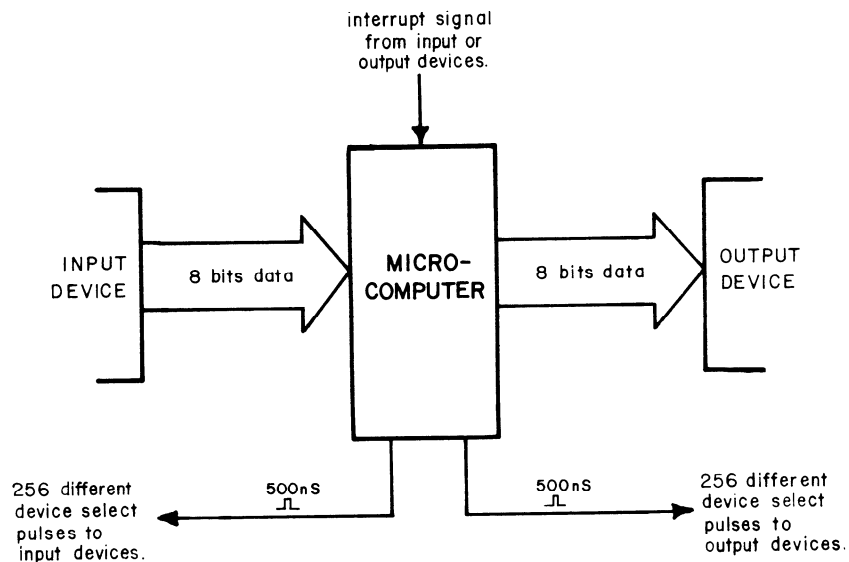 interrupt signal
from input or
output devices.
INPUT
DEVICE
8 bits data
MICRO-
COMPUTER
8 bits data
OUTPUT
DEVICE
256 different
device select
pulses to
input devices.
500nS
500nS
256 different
device select
pulses to
output devices.